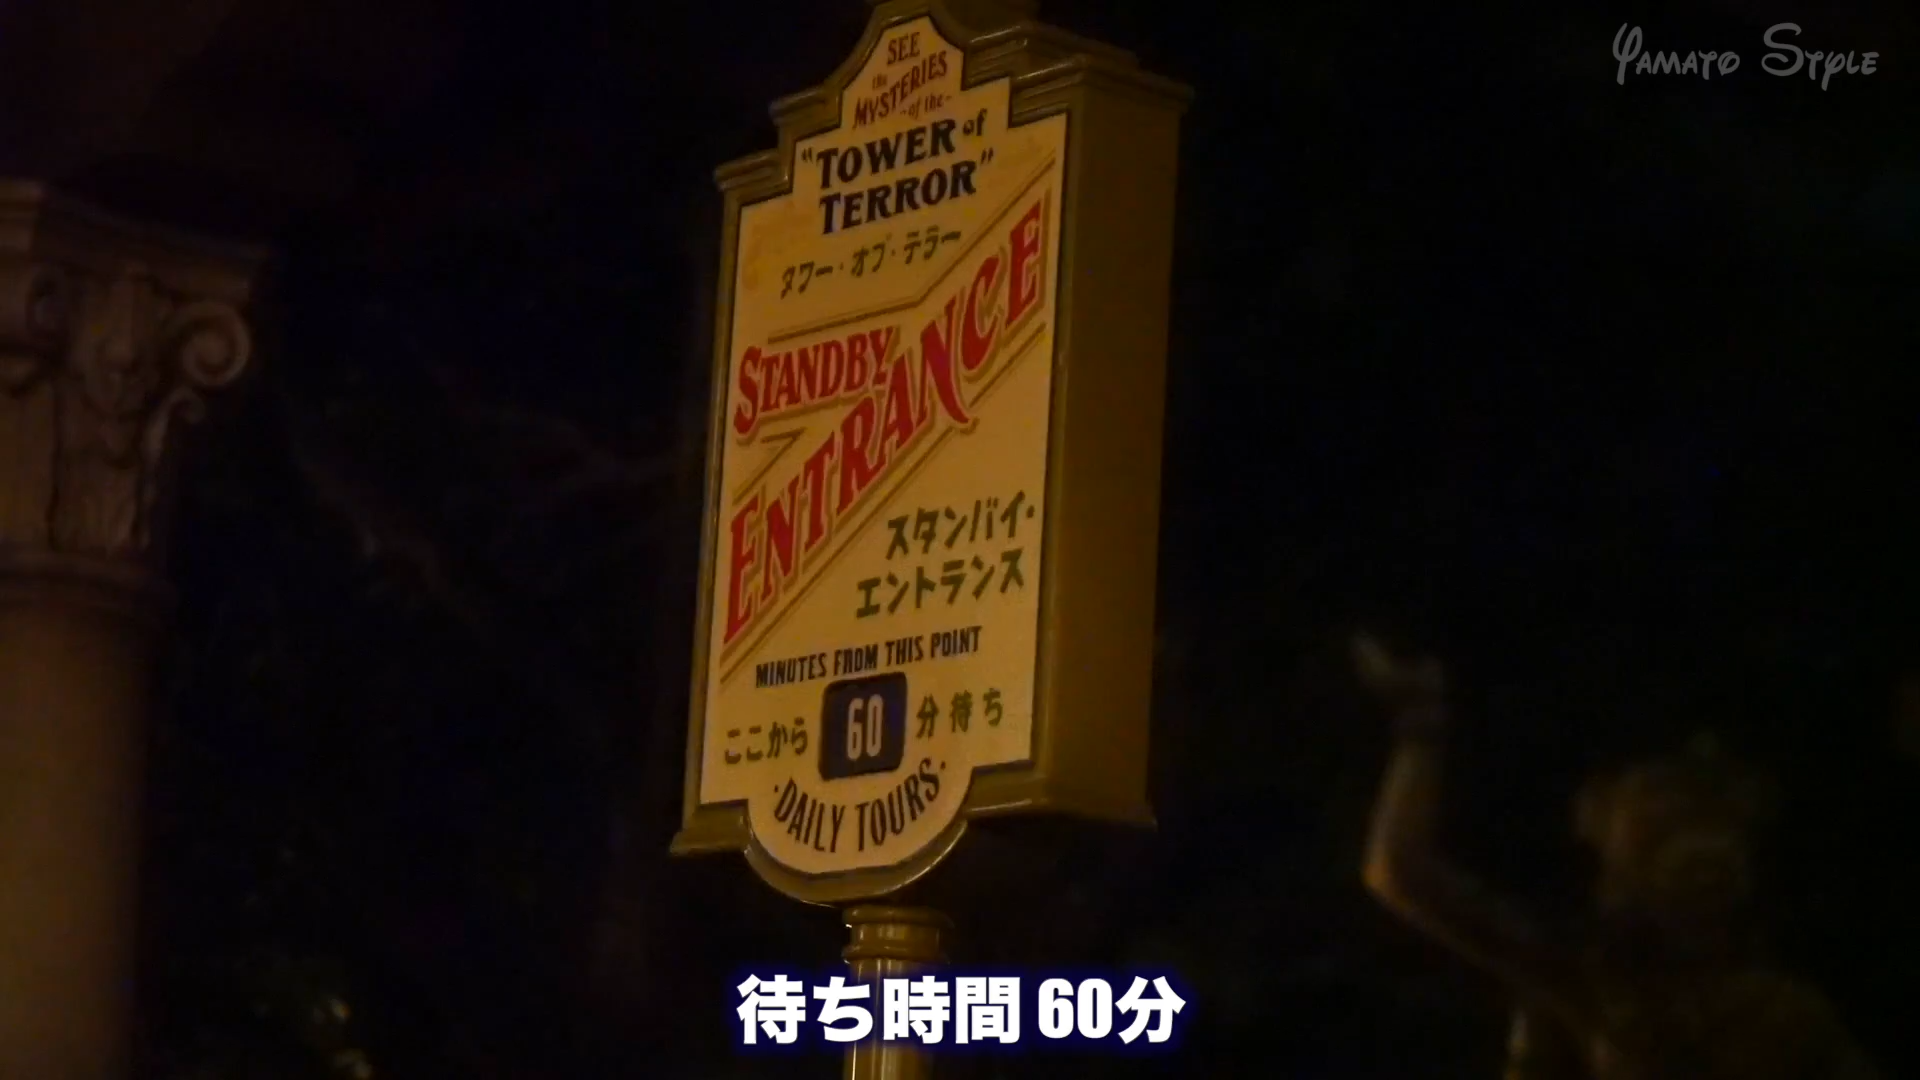 YAMATO STYLE
SEE
the
MYSTERIES
-of the-
"TOWER of
TERROR"
タワー・オブ・テラー
STANDBY
ENTRANCE
スタンバイ・
エントランス
MINUTES FROM THIS POINT
ここから 60 分待ち
・DAILY TOURS・
待ち時間 60分